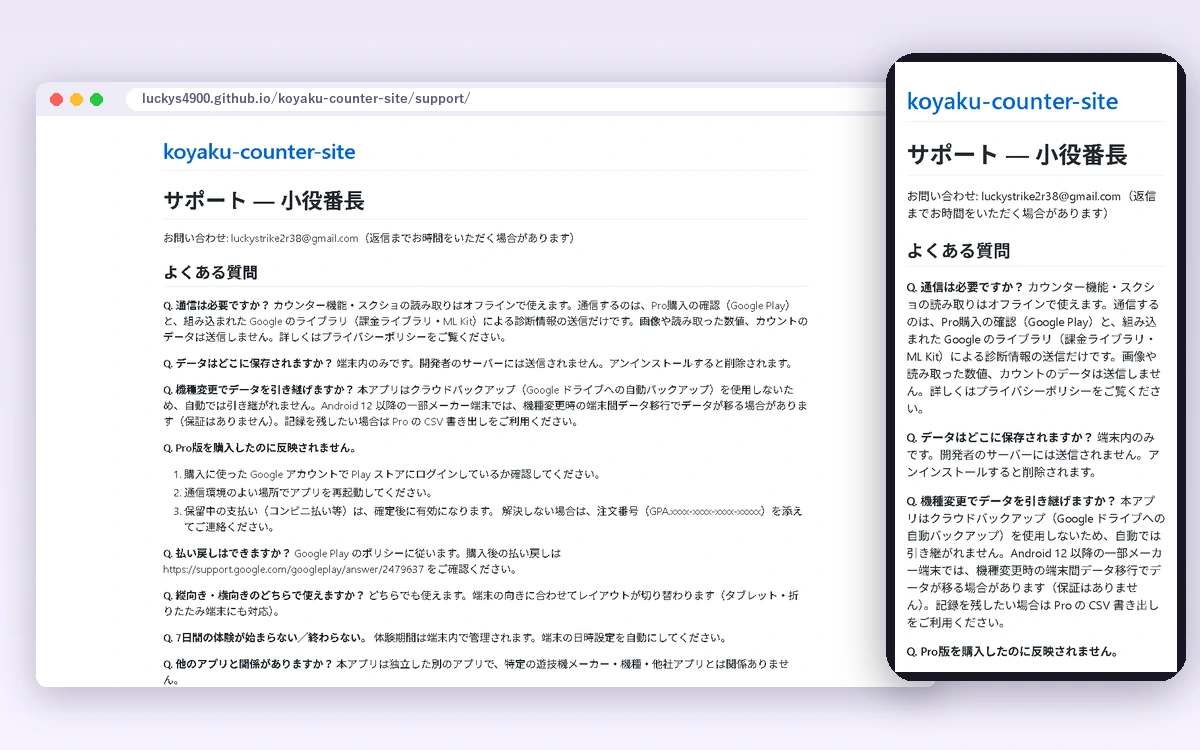 luckys4900.github.io/koyaku-counter-site/support/
koyaku-counter-site
サポート — 小役番長
お問い合わせ: luckystrike2r38@gmail.com（返信までお時間をいただく場合があります）
よくある質問
Q. 通信は必要ですか？ カウンター機能・スクショの読み取りはオフラインで使えます。通信するのは、Pro購入の確認（Google Play）
と、組み込まれた Google のライブラリ（課金ライブラリ・ML Kit）による診断情報の送信だけです。画像や読み取った数値、カウントの
データは送信しません。詳しくはプライバシーポリシーをご覧ください。
Q. データはどこに保存されますか？ 端末内のみです。開発者のサーバーには送信されません。アンインストールすると削除されます。
Q. 機種変更でデータを引き継げますか？ 本アプリはクラウドバックアップ（Google ドライブへの自動バックアップ）を使用しないた
め、自動では引き継がれません。Android 12 以降の一部メーカー端末では、機種変更時の端末間データ移行でデータが移る場合がありま
す（保証はありません）。記録を残したい場合は Pro の CSV 書き出しをご利用ください。
Q. Pro版を購入したのに反映されません。
1. 購入に使った Google アカウントで Play ストアにログインしているか確認してください。
2. 通信環境のよい場所でアプリを再起動してください。
3. 保留中の支払い（コンビニ払い等）は、確定後に有効になります。 解決しない場合は、注文番号（GPA.xxxx-xxxx-xxxx-xxxxx）を添え
てご連絡ください。
Q. 払い戻しはできますか？ Google Play のポリシーに従います。購入後の払い戻しは
https://support.google.com/googleplay/answer/2479637 をご確認ください。
Q. 縦向き・横向きのどちらで使えますか？ どちらでも使えます。端末の向きに合わせてレイアウトが切り替わります（タブレット・折
りたたみ端末にも対応）。
Q. 7日間の体験が始まらない／終わらない。 体験期間は端末内で管理されます。端末の日時設定を自動にしてください。
Q. 他のアプリと関係がありますか？ 本アプリは独立した別のアプリで、特定の遊技機メーカー・機種・他社アプリとは関係ありませ
ん。
koyaku-counter-site
サポート — 小役番長
お問い合わせ: luckystrike2r38@gmail.com（返信
までお時間をいただく場合があります）
よくある質問
Q. 通信は必要ですか？ カウンター機能・スクシ
ョの読み取りはオフラインで使えます。通信する
のは、Pro購入の確認（Google Play）と、組み込
まれた Google のライブラリ（課金ライブラリ・
ML Kit）による診断情報の送信だけです。画像や
読み取った数値、カウントのデータは送信しませ
ん。詳しくはプライバシーポリシーをご覧くださ
い。
Q. データはどこに保存されますか？ 端末内のみ
です。開発者のサーバーには送信されません。ア
ンインストールすると削除されます。
Q. 機種変更でデータを引き継げますか？ 本アプ
リはクラウドバックアップ（Google ドライブへの
自動バックアップ）を使用しないため、自動では
引き継がれません。Android 12 以降の一部メーカ
ー端末では、機種変更時の端末間データ移行でデ
ータが移る場合があります（保証はありませ
ん）。記録を残したい場合は Pro の CSV 書き出し
をご利用ください。
Q. Pro版を購入したのに反映されません。